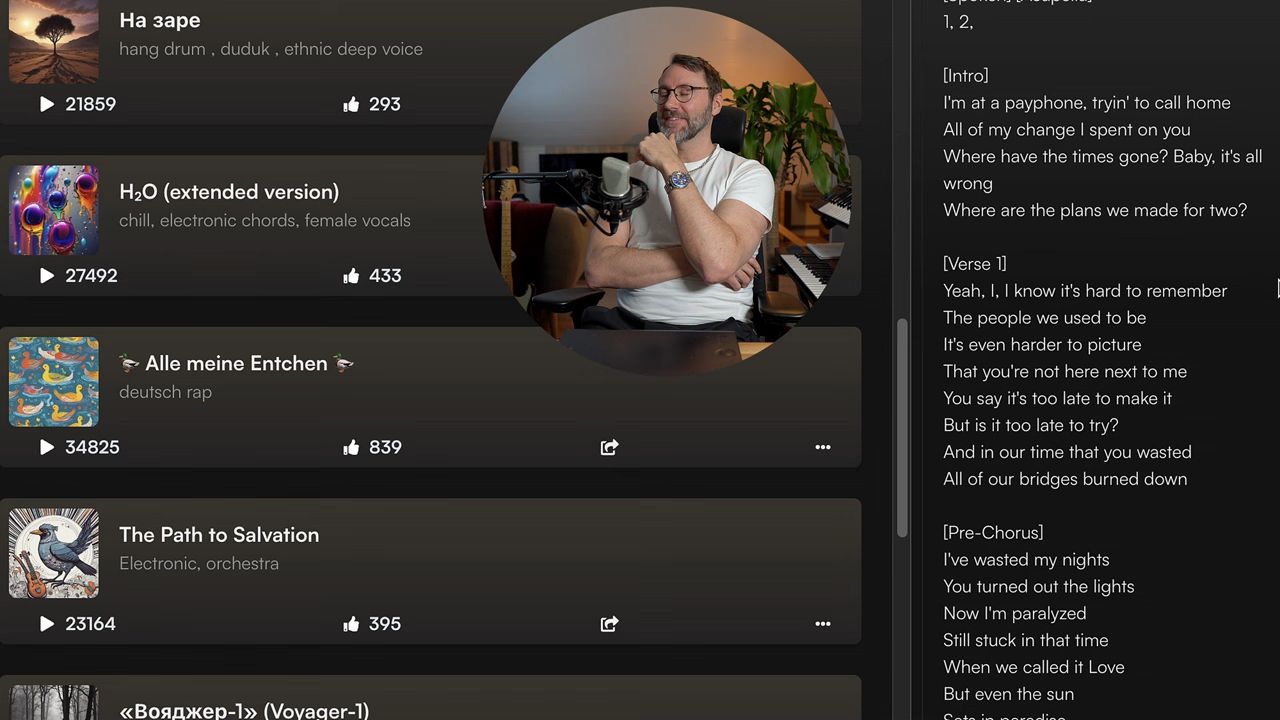 На заре
hang drum , duduk , ethnic deep voice
21859
293
H₂O (extended version)
chill, electronic chords, female vocals
27492
433
🦆 Alle meine Entchen 🦆
deutsch rap
34825
839
The Path to Salvation
Electronic, orchestra
23164
395
«Вояджер-1» (Voyager-1)
1, 2,
[Intro]
I'm at a payphone, tryin' to call home
All of my change I spent on you
Where have the times gone? Baby, it's all
wrong
Where are the plans we made for two?
[Verse 1]
Yeah, I, I know it's hard to remember
The people we used to be
It's even harder to picture
That you're not here next to me
You say it's too late to make it
But is it too late to try?
And in our time that you wasted
All of our bridges burned down
[Pre-Chorus]
I've wasted my nights
You turned out the lights
Now I'm paralyzed
Still stuck in that time
When we called it Love
But even the sun
Sets in paradise